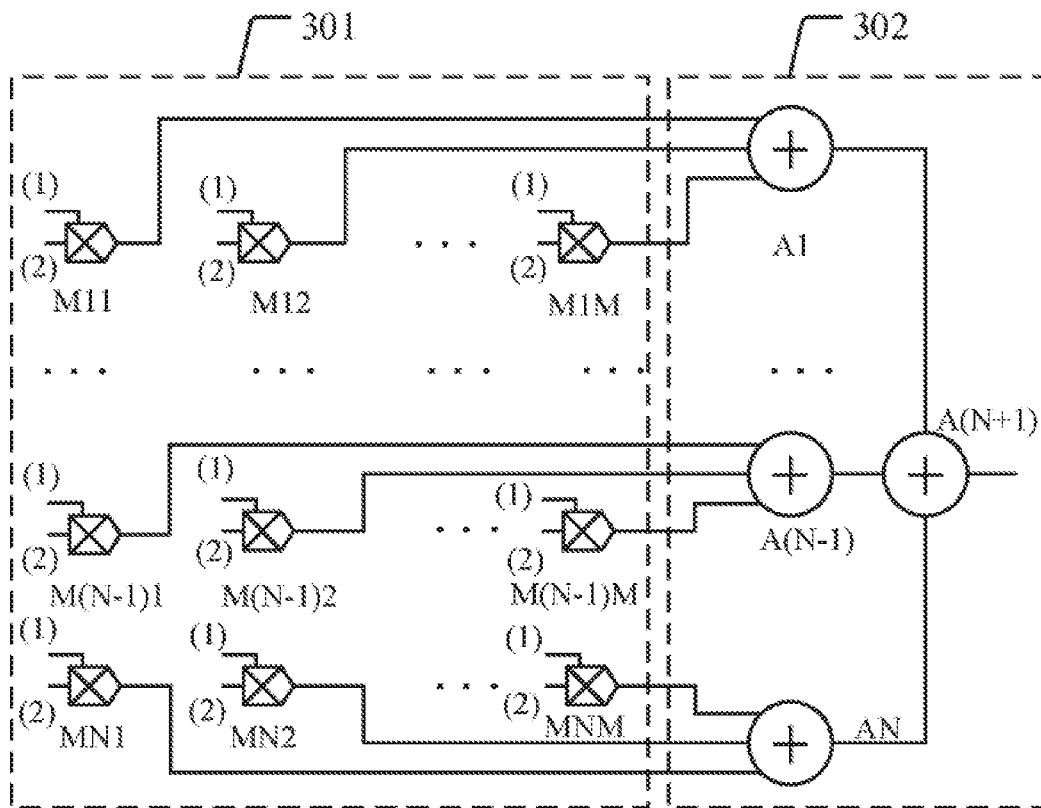 301 302
(1) (1) (1)
(2) (2) (2)
M11 M12 ... M1M A1
... ... ... ... ...
A(N+1)
(1) (1) (1)
(2) (2) ... (2) A(N-1)
M(N-1)1 M(N-1)2 M(N-1)M
(1) (1) (1)
(2) (2) ... (2)
MN1 MN2 MNM AN